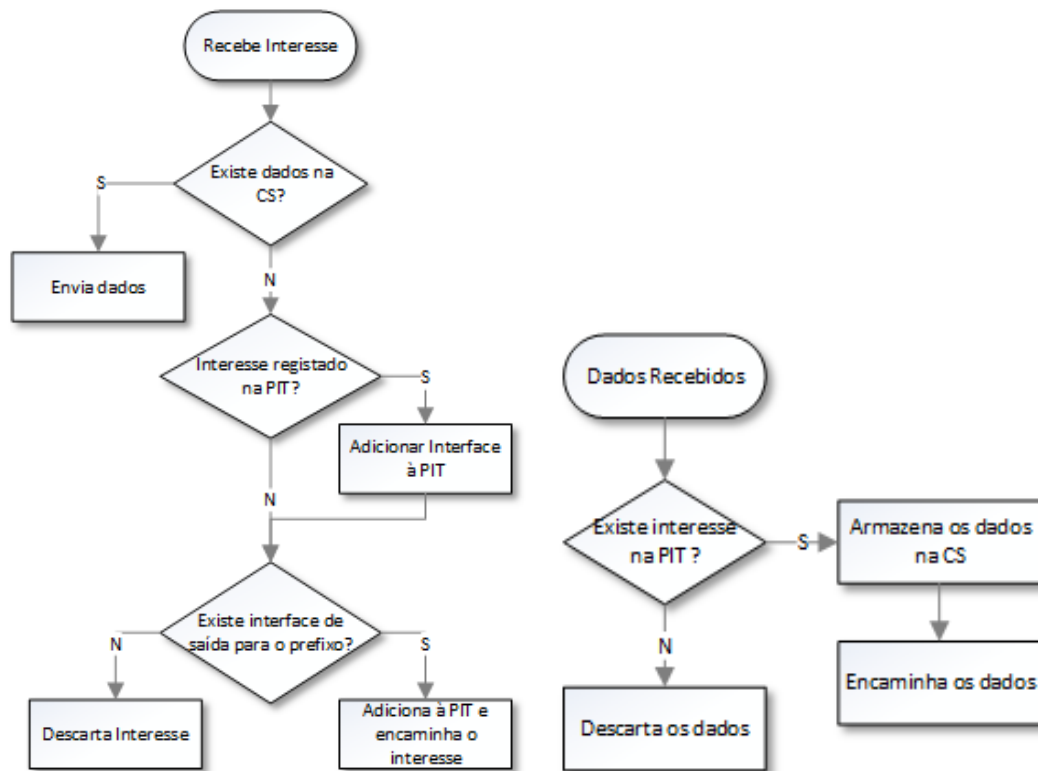 Recebe Interesse
Existe dados na
CS?
S
Envia dados
N
Interesse registado
na PIT?
S
Adicionar Interface
à PIT
N
Existe interface de
saída para o prefixo?
N
S
Descarta Interesse
Adiciona à PIT e
encaminha o
interesse
Dados Recebidos
Existe interesse
na PIT ?
S
Armazena os dados
na CS
N
Encaminha os dados
Descarta os dados